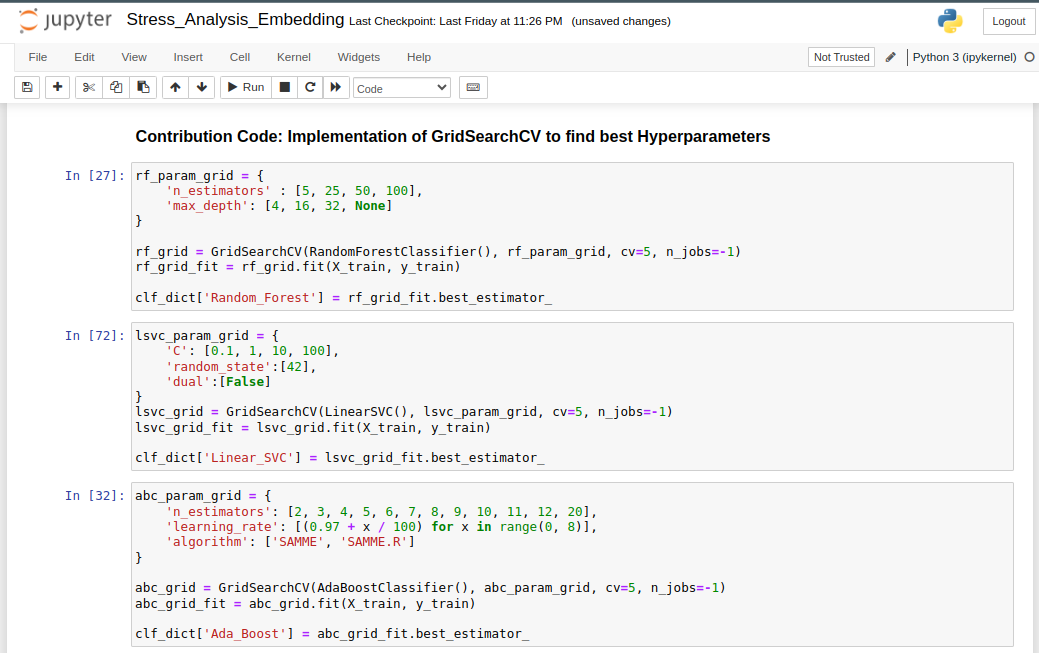 jupyter Stress_Analysis_Embedding Last Checkpoint: Last Friday at 11:26 PM (unsaved changes) Logout
File Edit View Insert Cell Kernel Widgets Help Not Trusted Python 3 (ipykernel)
Run Code
Contribution Code: Implementation of GridSearchCV to find best Hyperparameters
In [27]: rf_param_grid = {
'n_estimators' : [5, 25, 50, 100],
'max_depth': [4, 16, 32, None]
}
rf_grid = GridSearchCV(RandomForestClassifier(), rf_param_grid, cv=5, n_jobs=-1)
rf_grid_fit = rf_grid.fit(X_train, y_train)
clf_dict['Random_Forest'] = rf_grid_fit.best_estimator_
In [72]: lsvc_param_grid = {
'C': [0.1, 1, 10, 100],
'random_state':[42],
'dual':[False]
}
lsvc_grid = GridSearchCV(LinearSVC(), lsvc_param_grid, cv=5, n_jobs=-1)
lsvc_grid_fit = lsvc_grid.fit(X_train, y_train)
clf_dict['Linear_SVC'] = lsvc_grid_fit.best_estimator_
In [32]: abc_param_grid = {
'n_estimators': [2, 3, 4, 5, 6, 7, 8, 9, 10, 11, 12, 20],
'learning_rate': [(0.97 + x / 100) for x in range(0, 8)],
'algorithm': ['SAMME', 'SAMME.R']
}
abc_grid = GridSearchCV(AdaBoostClassifier(), abc_param_grid, cv=5, n_jobs=-1)
abc_grid_fit = abc_grid.fit(X_train, y_train)
clf_dict['Ada_Boost'] = abc_grid_fit.best_estimator_